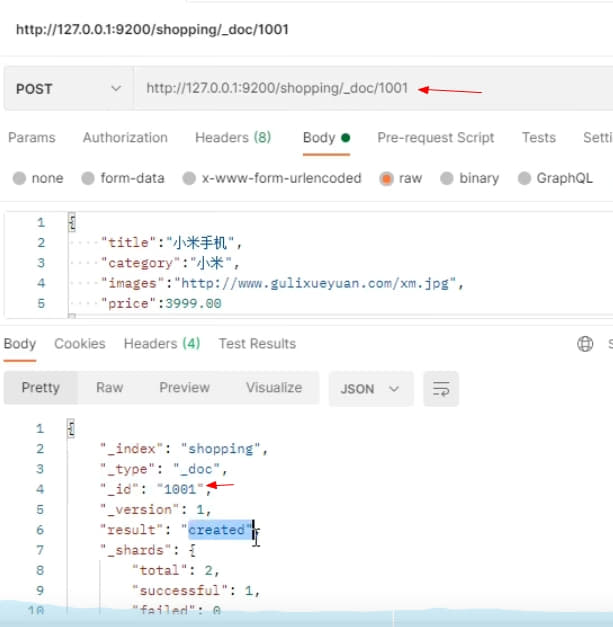 http://127.0.0.1:9200/shopping/_doc/1001
POST http://127.0.0.1:9200/shopping/_doc/1001
Params Authorization Headers (8) Body Pre-request Script Tests
none form-data x-www-form-urlencoded raw binary GraphQL
1 {
2 "title":"小米手机",
3 "category":"小米",
4 "images":"http://www.gulixueyuan.com/xm.jpg",
5 "price":3999.00
Body Cookies Headers (4) Test Results
Pretty Raw Preview Visualize JSON
1 {
2 "_index": "shopping",
3 "_type": "_doc",
4 "_id": "1001",
5 "_version": 1,
6 "result": "created",
7 "_shards": {
8 "total": 2,
9 "successful": 1,
10 "failed": 0